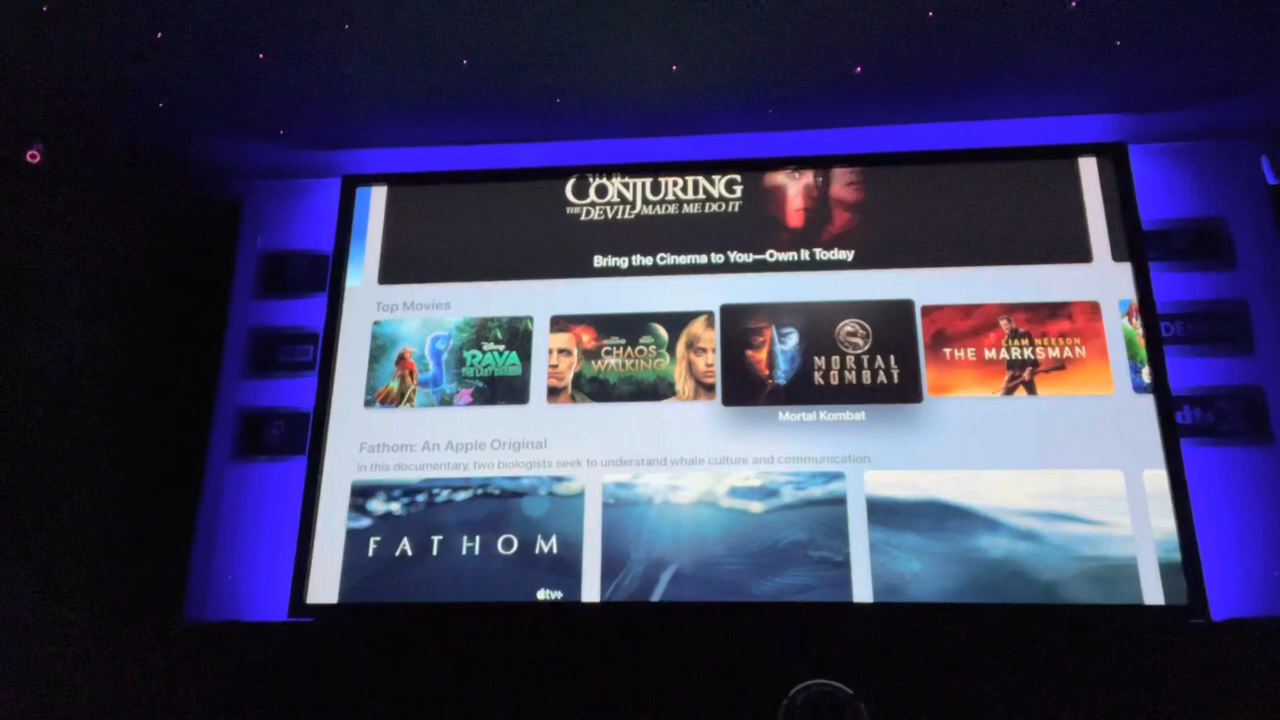 CONJURING
THE DEVIL MADE ME DO IT
Bring the Cinema to You—Own It Today
Top Movies
Disney
RAYA
THE LAST DRAGON
CHAOS
WALKING
MORTAL
KOMBAT
LIAM NEESON
THE MARKSMAN
Mortal Kombat
Fathom: An Apple Original
In this documentary, two biologists seek to understand whale culture and communication.
FATHOM
tv+
dts